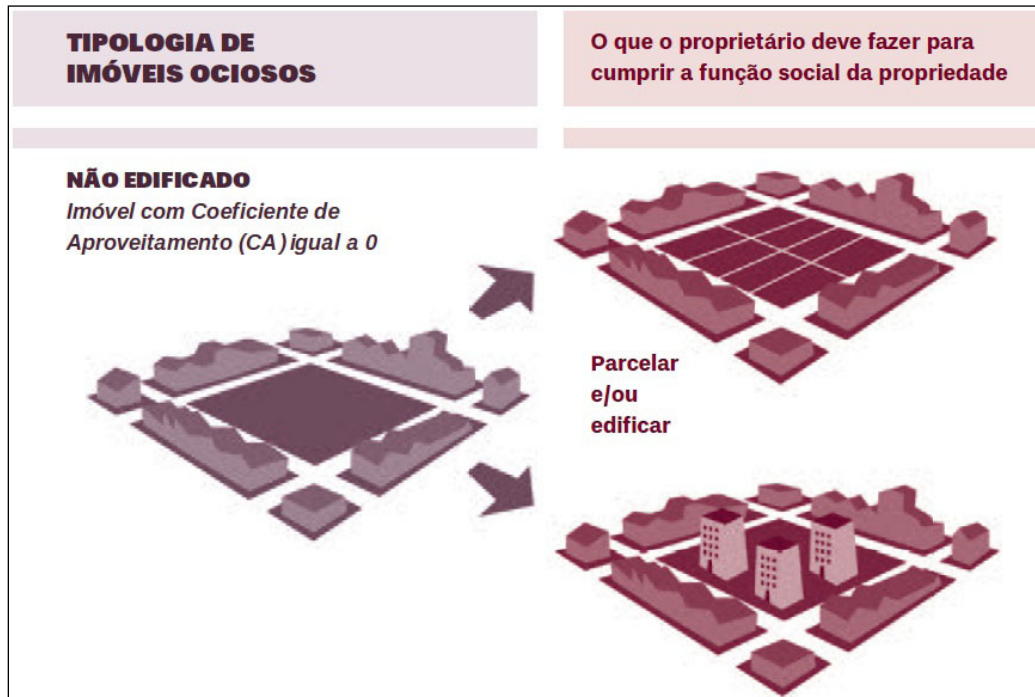 TIPOLOGIA DE
IMÓVEIS OCIOSOS
O que o proprietário deve fazer para
cumprir a função social da propriedade
NÃO EDIFICADO
Imóvel com Coeficiente de
Aproveitamento (CA) igual a 0
Parcelar
e/ou
edificar